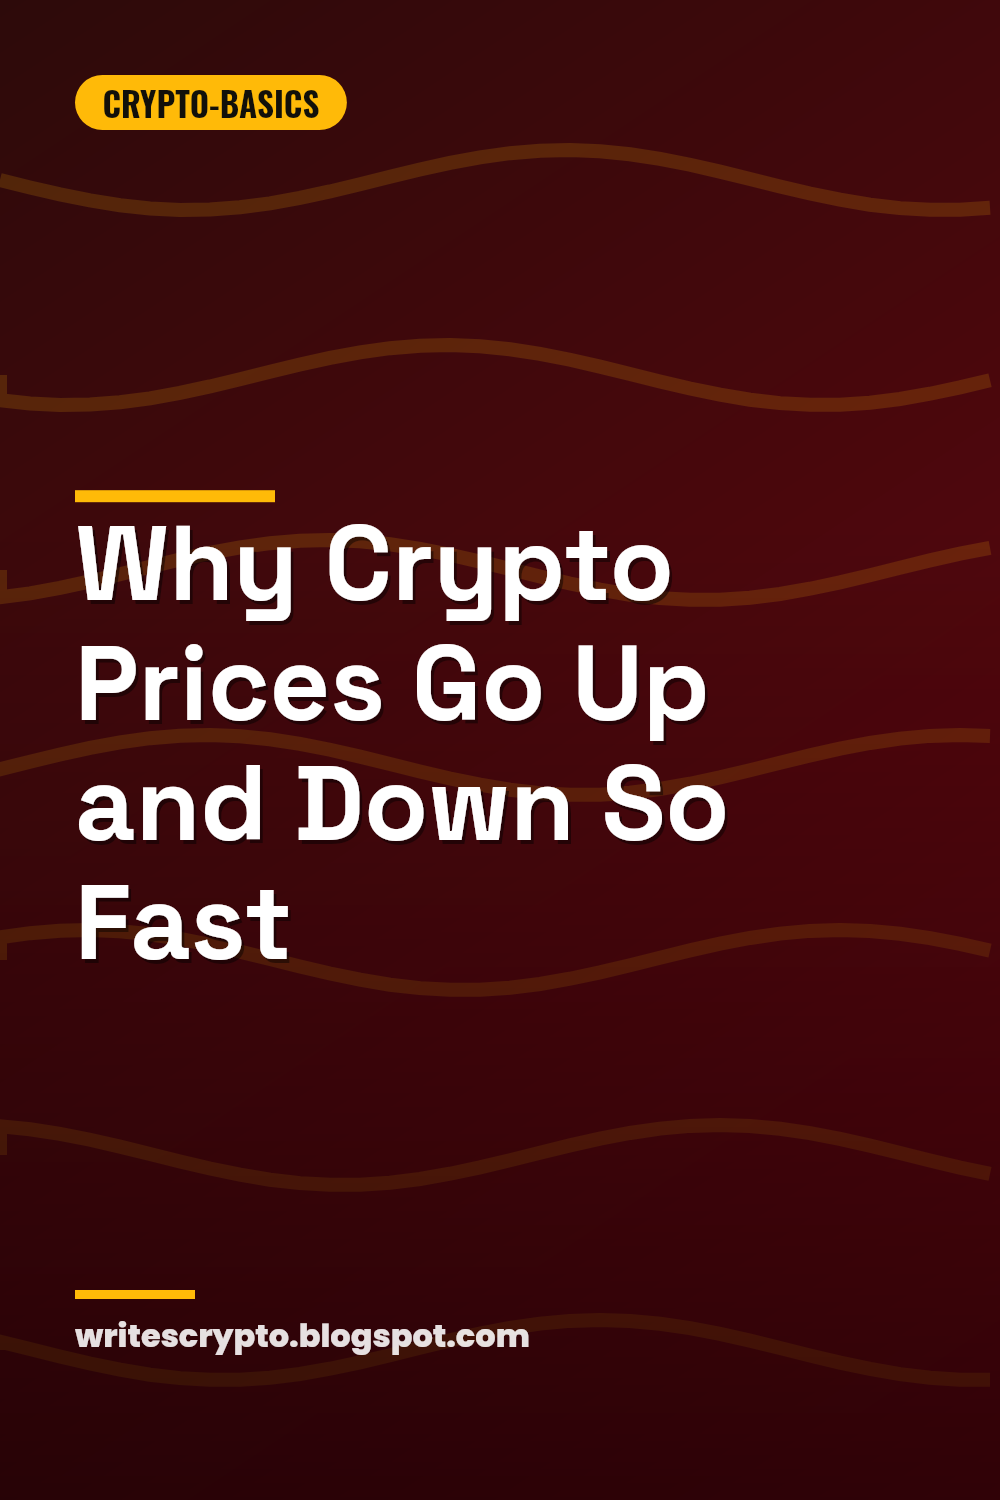 CRYPTO-BASICS
Why Crypto
Prices Go Up
and Down So
Fast
writescrypto.blogspot.com